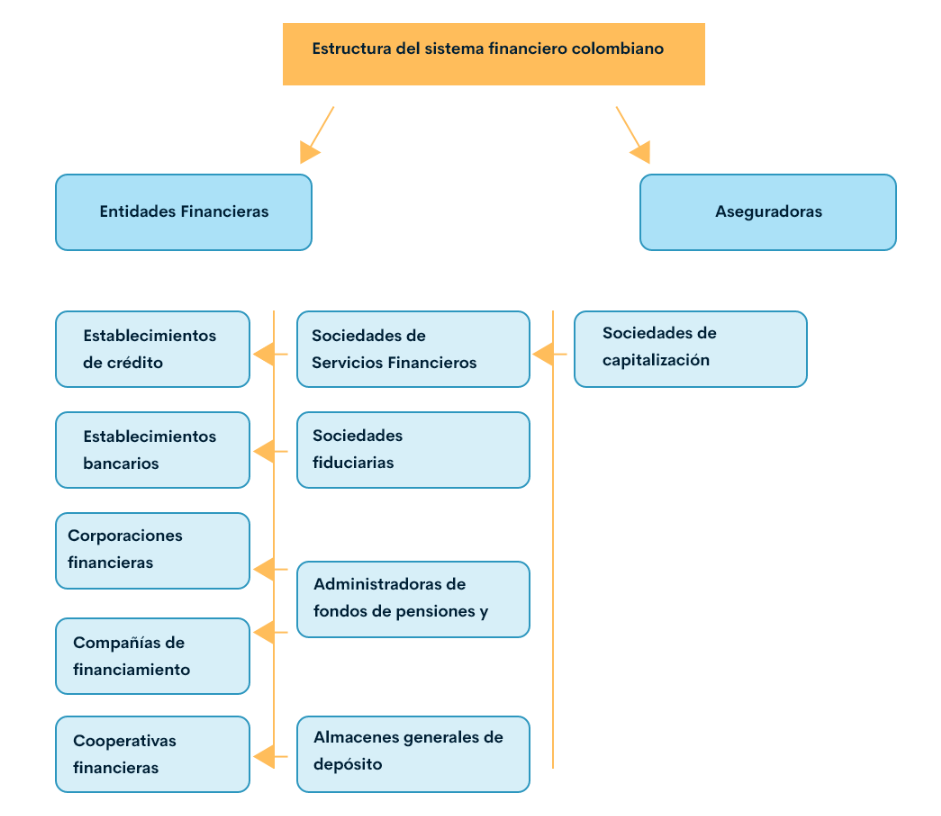 Estructura del sistema financiero colombiano
Entidades Financieras
Aseguradoras
Establecimientos
de crédito
Sociedades de
Servicios Financieros
Sociedades de
capitalización
Establecimientos
bancarios
Sociedades
fiduciarias
Corporaciones
financieras
Administradoras de
fondos de pensiones y
Compañías de
financiamiento
Cooperativas
financieras
Almacenes generales de
depósito